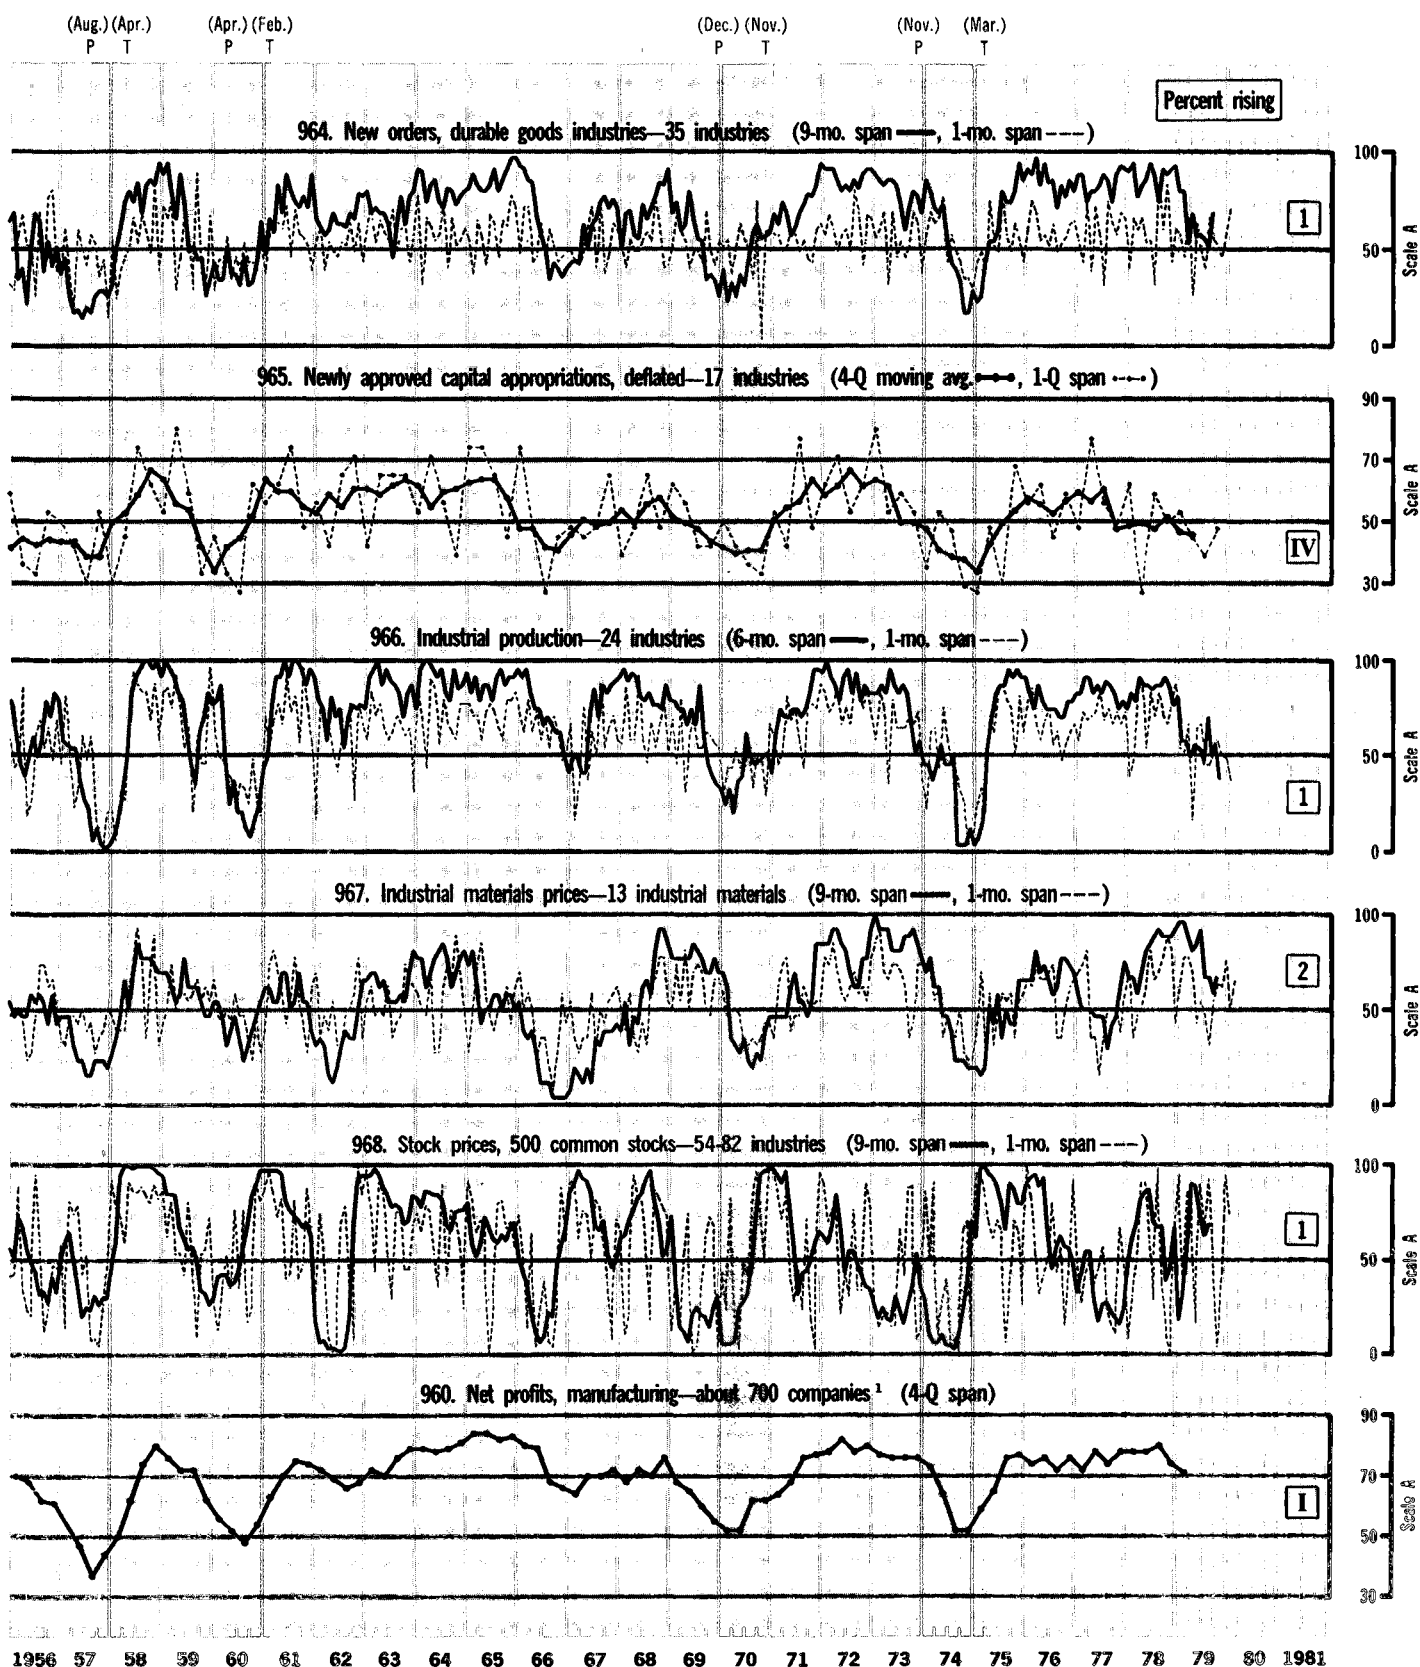 (Aug.) (Apr.) (Apr.) (Feb.) (Dec.) (Nov.) (Nov.) (Mar.)
P T P T P T P T
Percent rising
964. New orders, durable goods industries—35 industries (9-mo. span ——, 1-mo. span ----)
100
1
50
Scale A
0
965. Newly approved capital appropriations, deflated—17 industries (4-Q moving avg. •—•—•, 1-Q span •--•--•)
90
70
50
Scale A
IV
30
966. Industrial production—24 industries (6-mo. span ——, 1-mo. span ----)
100
50
Scale A
1
0
967. Industrial materials prices—13 industrial materials (9-mo. span ——, 1-mo. span ----)
100
2
50
Scale A
0
968. Stock prices, 500 common stocks—54-82 industries (9-mo. span ——, 1-mo. span ----)
100
1
50
Scale A
0
960. Net profits, manufacturing—about 700 companies ¹ (4-Q span)
90
70
I
Scale A
50
30
1956 57 58 59 60 61 62 63 64 65 66 67 68 69 70 71 72 73 74 75 76 77 78 79 80 1981